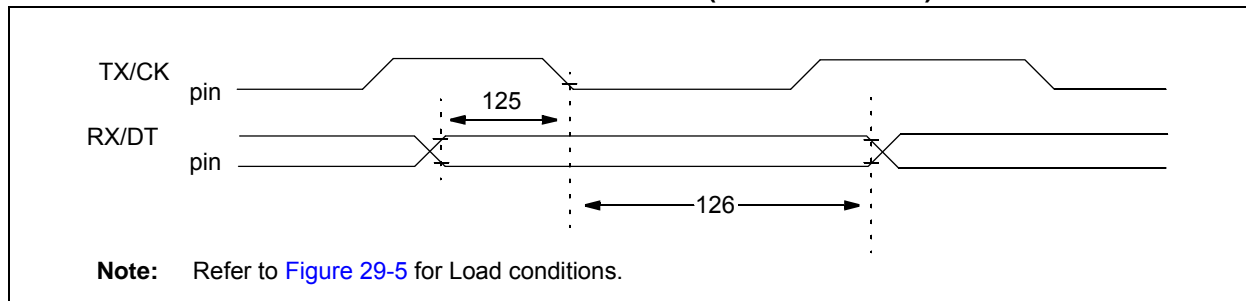 TX/CK
pin
125
RX/DT
pin
126
Note: Refer to Figure 29-5 for Load conditions.